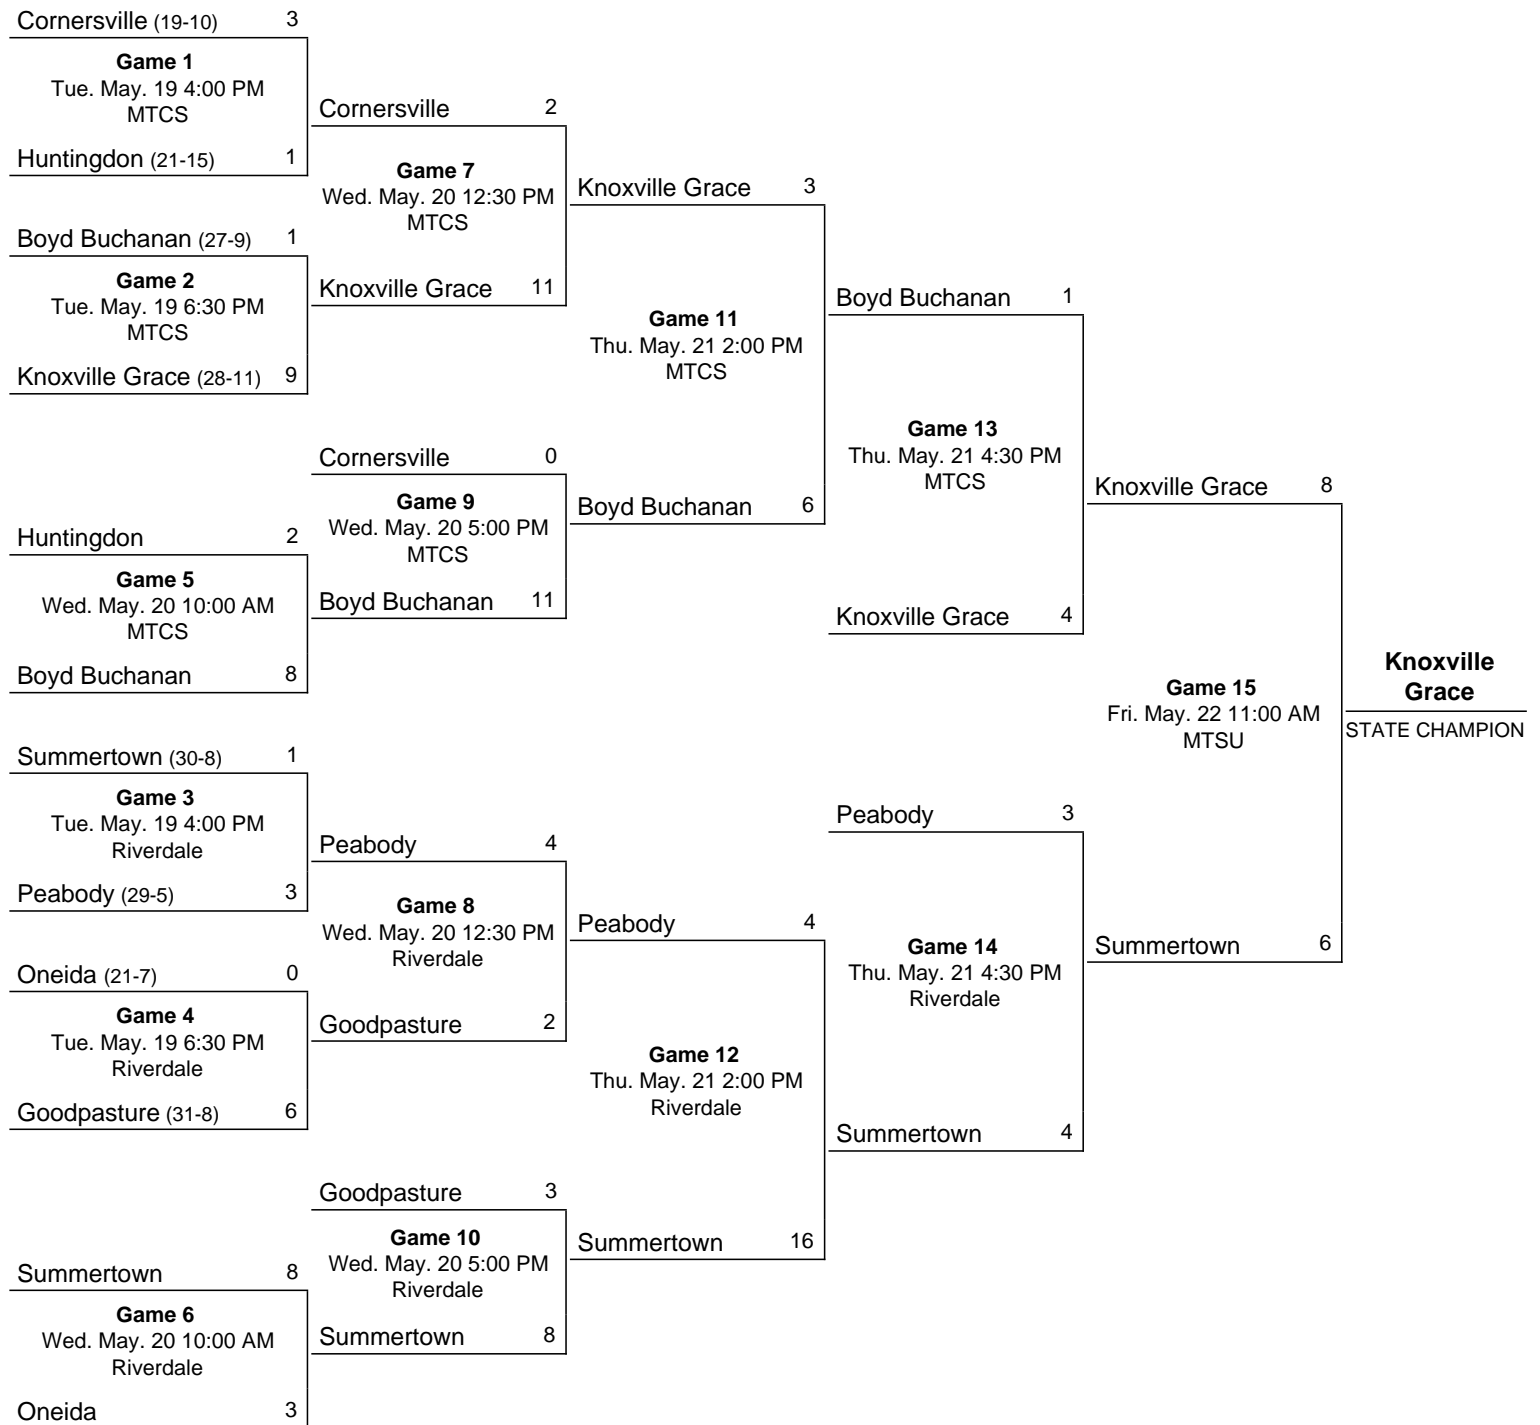 Cornersville (19-10) 3
Game 1
Tue. May. 19 4:00 PM
MTCS
Huntingdon (21-15) 1
Boyd Buchanan (27-9) 1
Game 2
Tue. May. 19 6:30 PM
MTCS
Knoxville Grace (28-11) 9
Huntingdon 2
Game 5
Wed. May. 20 10:00 AM
MTCS
Boyd Buchanan 8
Summertown (30-8) 1
Game 3
Tue. May. 19 4:00 PM
Riverdale
Peabody (29-5) 3
Oneida (21-7) 0
Game 4
Tue. May. 19 6:30 PM
Riverdale
Goodpasture (31-8) 6
Summertown 8
Game 6
Wed. May. 20 10:00 AM
Riverdale
Oneida 3
Cornersville 2
Game 7
Wed. May. 20 12:30 PM
MTCS
Knoxville Grace 11
Cornersville 0
Game 9
Wed. May. 20 5:00 PM
MTCS
Boyd Buchanan 11
Peabody 4
Game 8
Wed. May. 20 12:30 PM
Riverdale
Goodpasture 2
Goodpasture 3
Game 10
Wed. May. 20 5:00 PM
Riverdale
Summertown 8
Knoxville Grace 3
Game 11
Thu. May. 21 2:00 PM
MTCS
Boyd Buchanan 6
Peabody 4
Game 12
Thu. May. 21 2:00 PM
Riverdale
Summertown 16
Boyd Buchanan 1
Game 13
Thu. May. 21 4:30 PM
MTCS
Knoxville Grace 4
Peabody 3
Game 14
Thu. May. 21 4:30 PM
Riverdale
Summertown 4
Knoxville Grace 8
Game 15
Fri. May. 22 11:00 AM
MTSU
Summertown 6
Knoxville
Grace
STATE CHAMPION